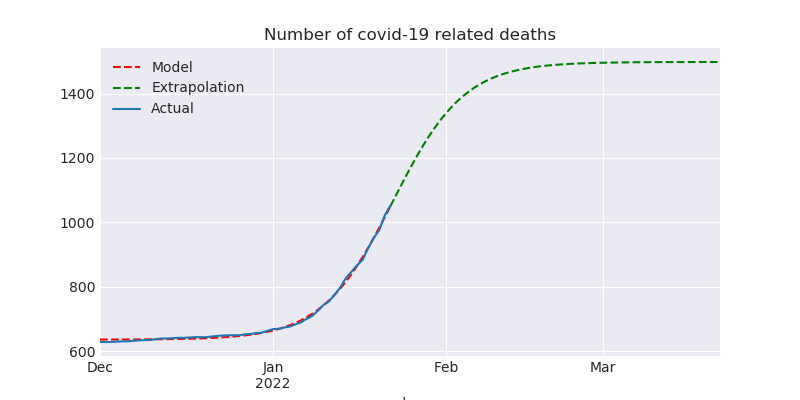 Number of covid-19 related deaths
Model
Extrapolation
Actual
1400
1200
1000
800
600
Dec
Jan
Feb
Mar
2022